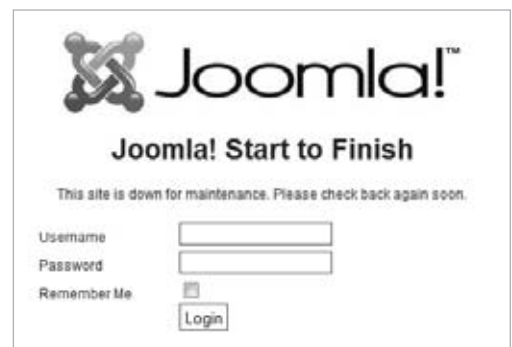 Joomla!™
Joomla! Start to Finish
This site is down for maintenance. Please check back again soon.
Username
Password
Remember Me
Login